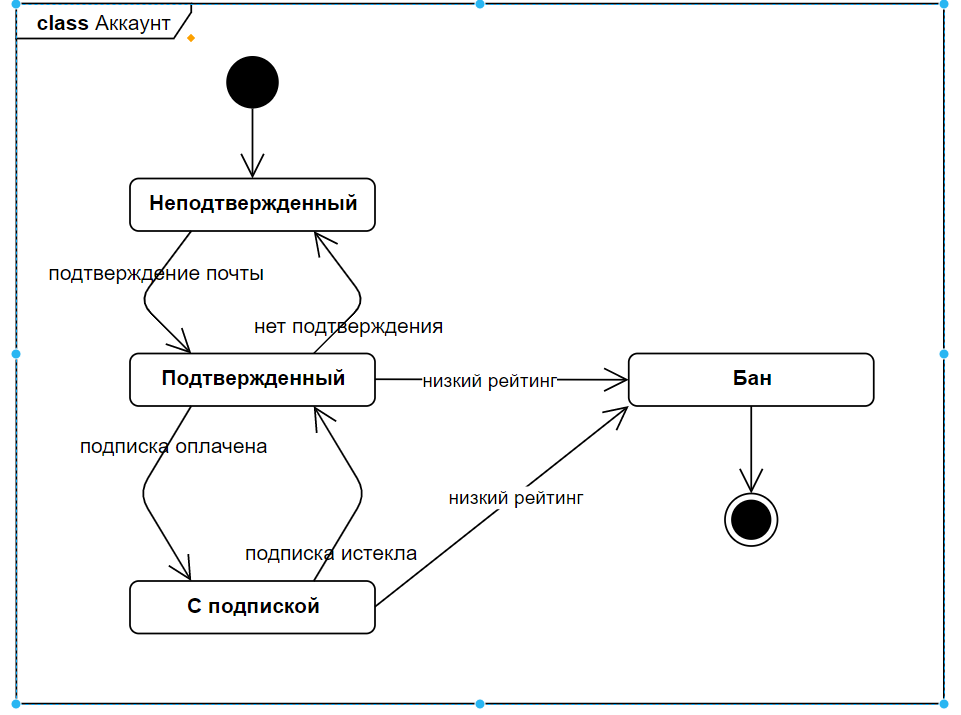 class Аккаунт
Неподтвержденный
подтверждение почты
нет подтверждения
Подтвержденный
низкий рейтинг
Бан
подписка оплачена
низкий рейтинг
подписка истекла
С подпиской